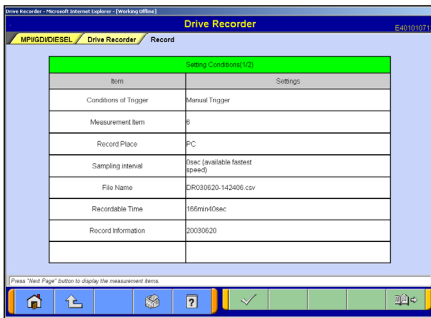 Drive Recorder - Microsoft Internet Explorer - [Working Offline]
Drive Recorder
E401010711
MPI/GDI/DIESEL
Drive Recorder
Record
Setting Conditions(1/2)
Item
Settings
Conditions of Trigger
Manual Trigger
Measurement Item
6
Record Place
PC
Sampling interval
0sec (available fastest
speed)
File Name
DR030620-142406.csv
Recordable Time
166min40sec
Record Information
20030620
Press "Next Page" button to display the measurement items.
?